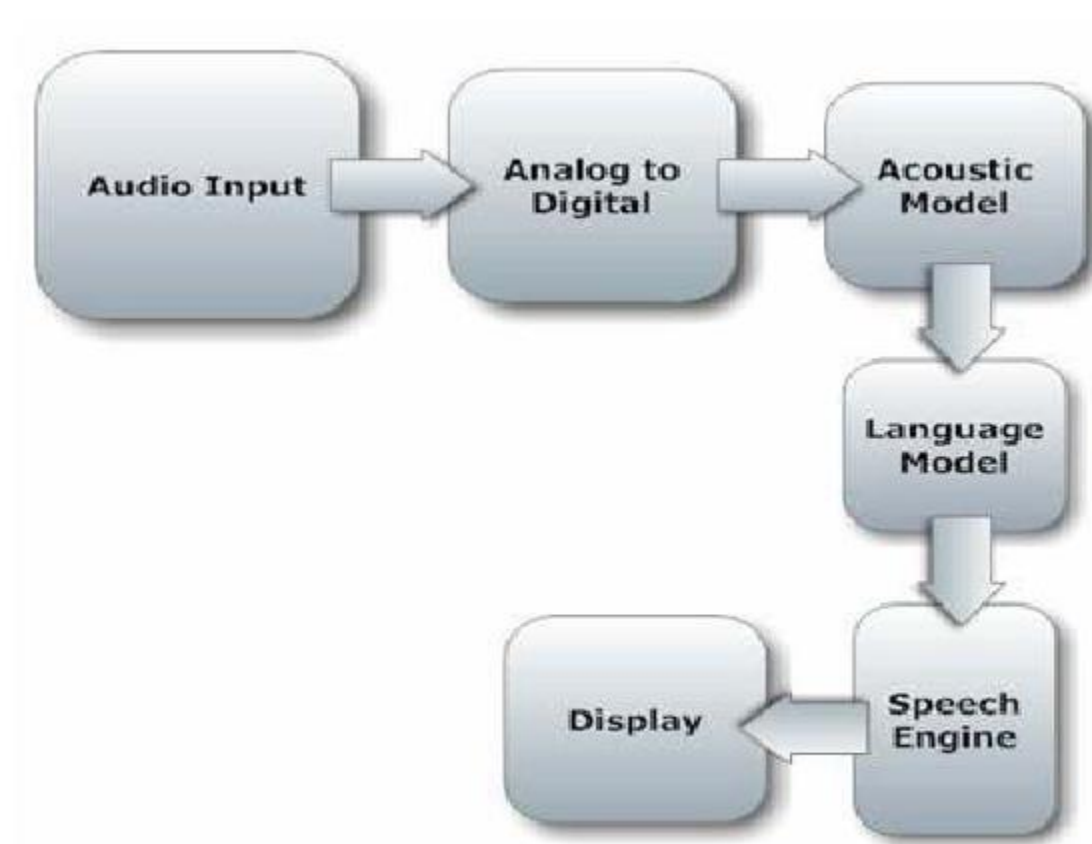 Audio Input
Analog to
Digital
Acoustic
Model
Language
Model
Speech
Engine
Display